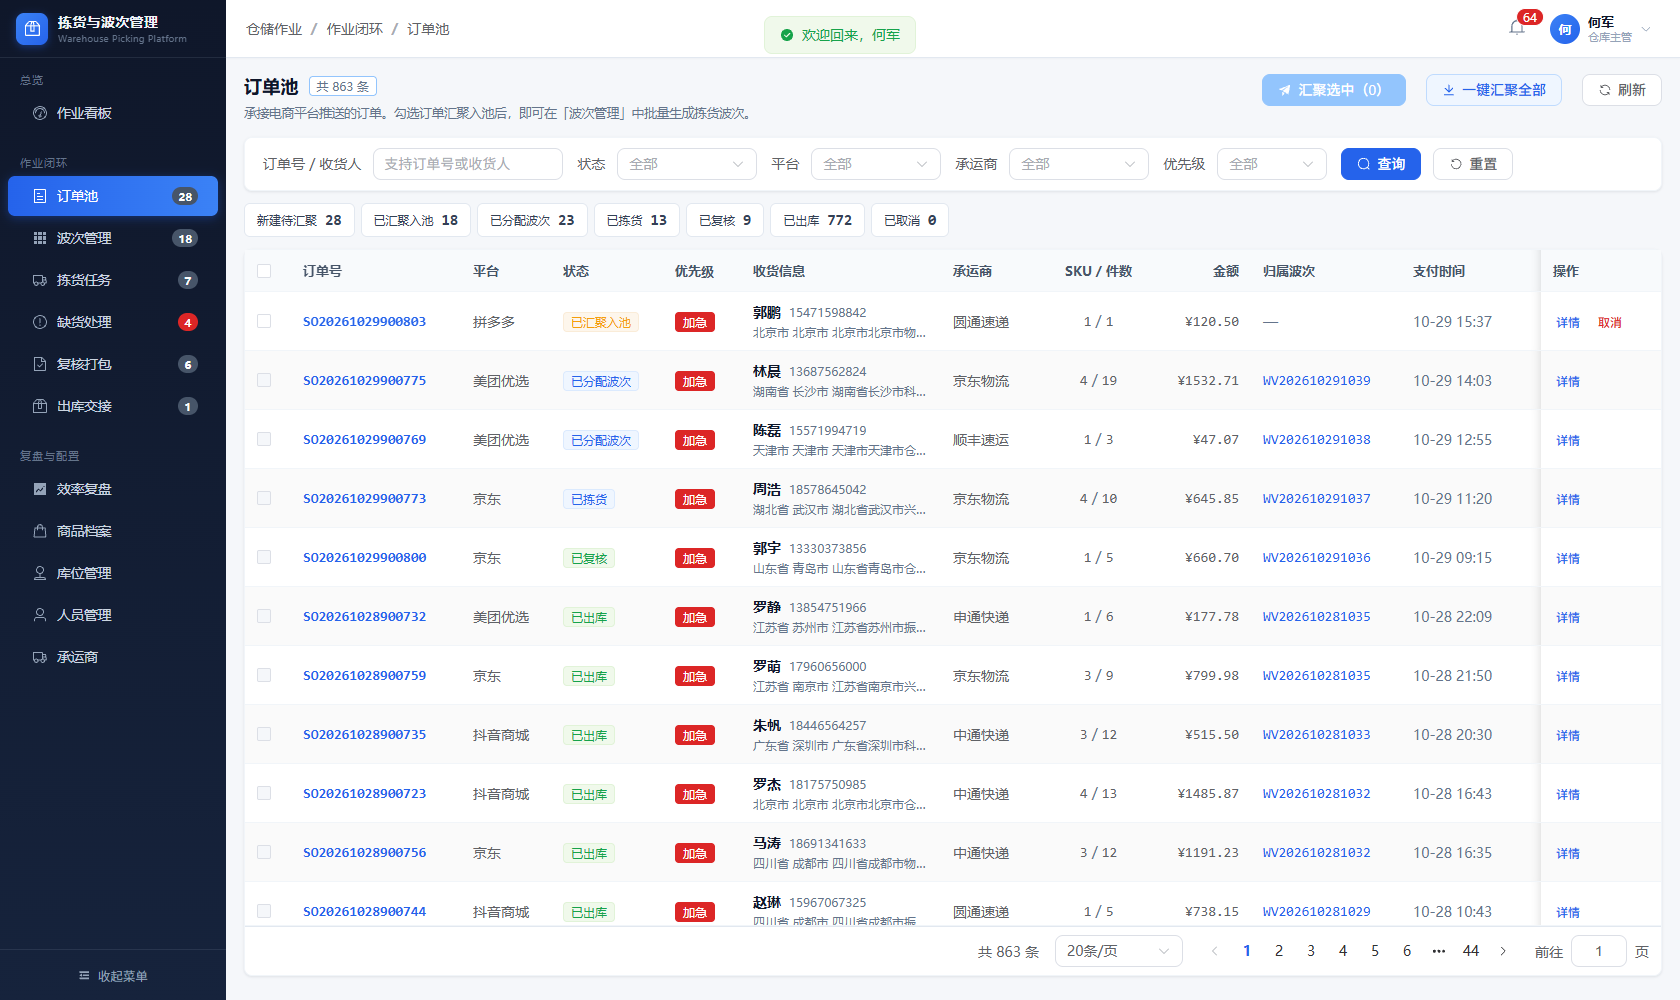 拣货与波次管理
Warehouse Picking Platform
总览
作业看板
作业闭环
订单池 28
波次管理 18
拣货任务 7
缺货处理 4
复核打包 6
出库交接 1
复盘与配置
效率复盘
商品档案
库位管理
人员管理
承运商
收起菜单
仓储作业 / 作业闭环 / 订单池
欢迎回来，何军
64
何
何军
仓库主管
订单池 共 863 条
承接电商平台推送的订单。勾选订单汇聚入池后，即可在「波次管理」中批量生成拣货波次。
汇聚选中（0） 一键汇聚全部 刷新
订单号 / 收货人 支持订单号或收货人 状态 全部 平台 全部 承运商 全部 优先级 全部 查询 重置
新建待汇聚 28 已汇聚入池 18 已分配波次 23 已拣货 13 已复核 9 已出库 772 已取消 0
订单号 平台 状态 优先级 收货信息 承运商 SKU / 件数 金额 归属波次 支付时间 操作
SO20261029900803 拼多多 已汇聚入池 加急 郭鹏 15471598842 圆通速递 1 / 1 ¥120.50 — 10-29 15:37 详情 取消
北京市 北京市 北京市北京市物...
SO20261029900775 美团优选 已分配波次 加急 林晨 13687562824 京东物流 4 / 19 ¥1532.71 WV202610291039 10-29 14:03 详情
湖南省 长沙市 湖南省长沙市科...
SO20261029900769 美团优选 已分配波次 加急 陈磊 15571994719 顺丰速运 1 / 3 ¥47.07 WV202610291038 10-29 12:55 详情
天津市 天津市 天津市天津市仓...
SO20261029900773 京东 已拣货 加急 周浩 18578645042 京东物流 4 / 10 ¥645.85 WV202610291037 10-29 11:20 详情
湖北省 武汉市 湖北省武汉市兴...
SO20261029900800 京东 已复核 加急 郭宇 13330373856 京东物流 1 / 5 ¥660.70 WV202610291036 10-29 09:15 详情
山东省 青岛市 山东省青岛市仓...
SO20261028900732 美团优选 已出库 加急 罗静 13854751966 申通快递 1 / 6 ¥177.78 WV202610281035 10-28 22:09 详情
江苏省 苏州市 江苏省苏州市振...
SO20261028900759 京东 已出库 加急 罗萌 17960656000 京东物流 3 / 9 ¥799.98 WV202610281035 10-28 21:50 详情
江苏省 南京市 江苏省南京市兴...
SO20261028900735 抖音商城 已出库 加急 朱帆 18446564257 中通快递 3 / 12 ¥515.50 WV202610281033 10-28 20:30 详情
广东省 深圳市 广东省深圳市科...
SO20261028900723 抖音商城 已出库 加急 罗杰 18175750985 中通快递 4 / 13 ¥1485.87 WV202610281032 10-28 16:43 详情
北京市 北京市 北京市北京市仓...
SO20261028900756 京东 已出库 加急 马涛 18691341633 中通快递 3 / 12 ¥1191.23 WV202610281032 10-28 16:35 详情
四川省 成都市 四川省成都市物...
SO20261028900744 抖音商城 已出库 加急 赵琳 15967067325 圆通速递 1 / 5 ¥738.15 WV202610281029 10-28 10:43 详情
四川省 成都市 四川省成都市振...
共 863 条 20条/页 1 2 3 4 5 6 ••• 44 前往 1 页